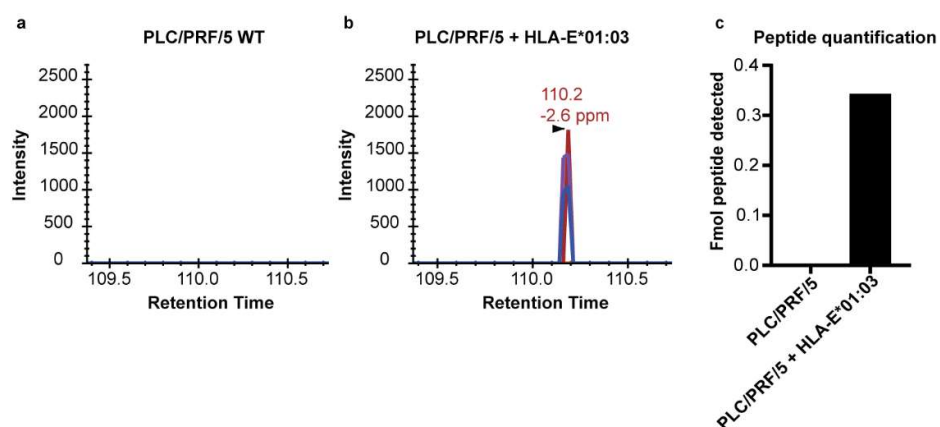 a
PLC/PRF/5 WT
Intensity
2500
2000
1500
1000
500
0
109.5 110.0 110.5
Retention Time
b
PLC/PRF/5 + HLA-E*01:03
Intensity
2500
2000
1500
1000
500
0
110.2
-2.6 ppm
109.5 110.0 110.5
Retention Time
c
Peptide quantification
Fmol peptide detected
0.4
0.3
0.2
0.1
0.0
PLC/PRF/5
PLC/PRF/5 + HLA-E*01:03